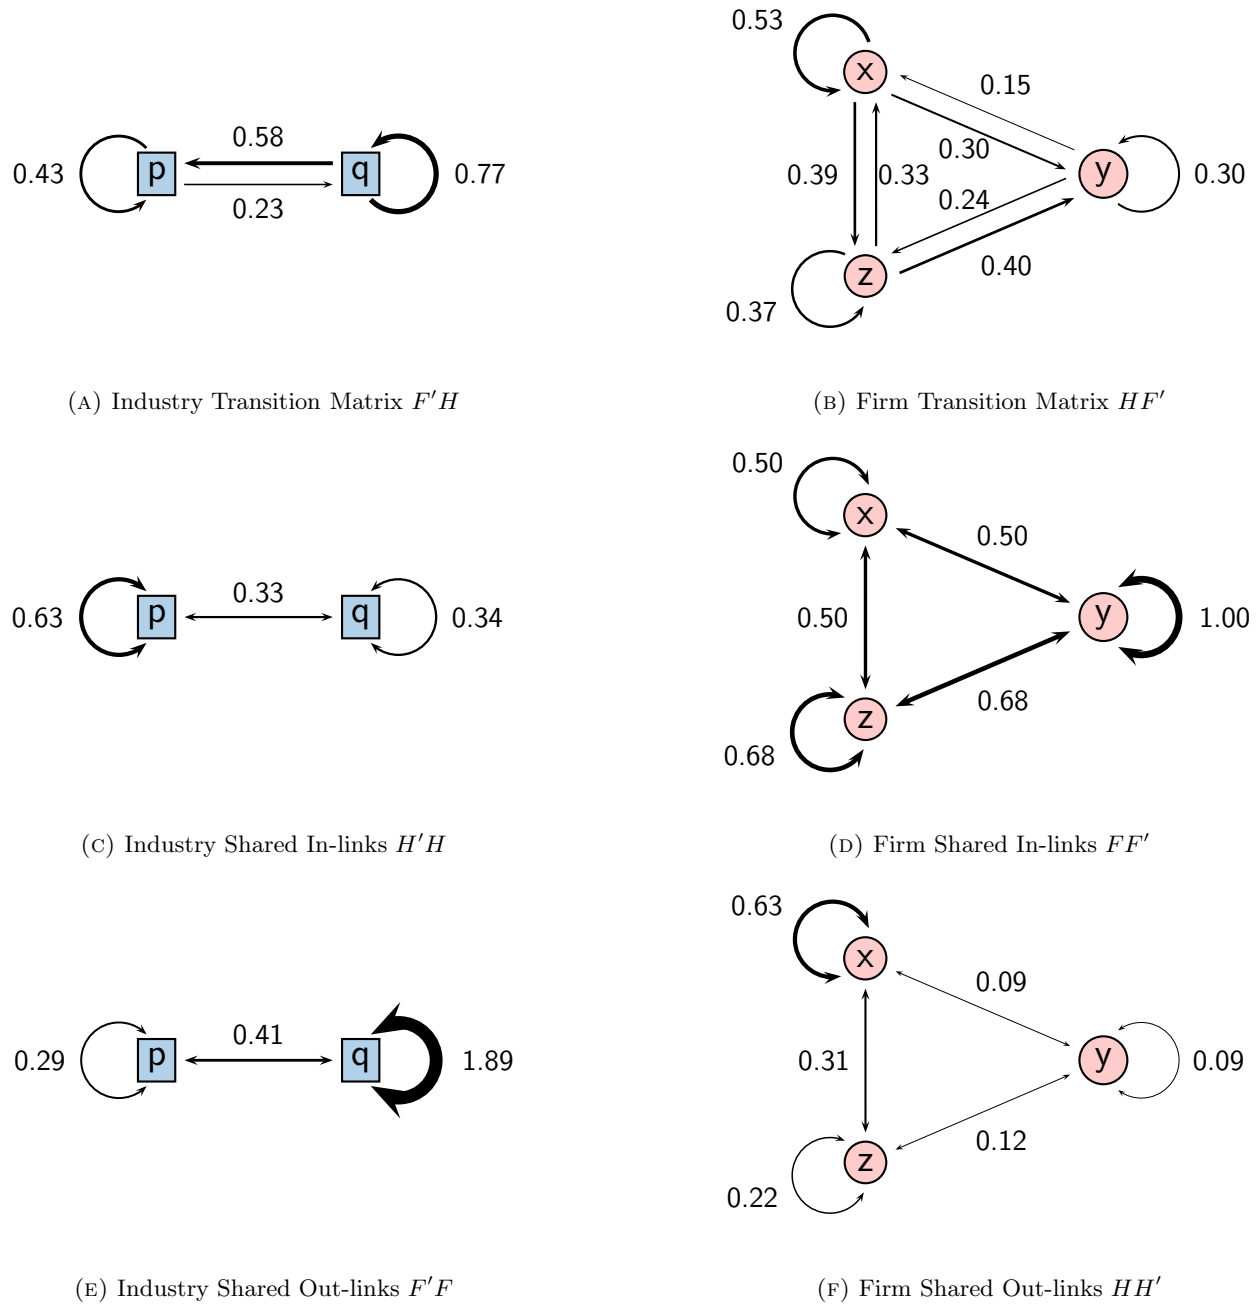 0.53
x
0.15
0.58
0.30
0.43
p
q
0.77
0.39
0.33
y
0.30
0.23
0.24
z
0.40
0.37
(A) Industry Transition Matrix F′H
(B) Firm Transition Matrix HF′
0.50
x
0.50
0.33
0.63
p
q
0.34
0.50
y
1.00
z
0.68
0.68
(C) Industry Shared In-links H′H
(D) Firm Shared In-links FF′
0.63
x
0.09
0.41
0.29
p
q
1.89
0.31
y
0.09
0.12
z
0.22
(E) Industry Shared Out-links F′F
(F) Firm Shared Out-links HH′